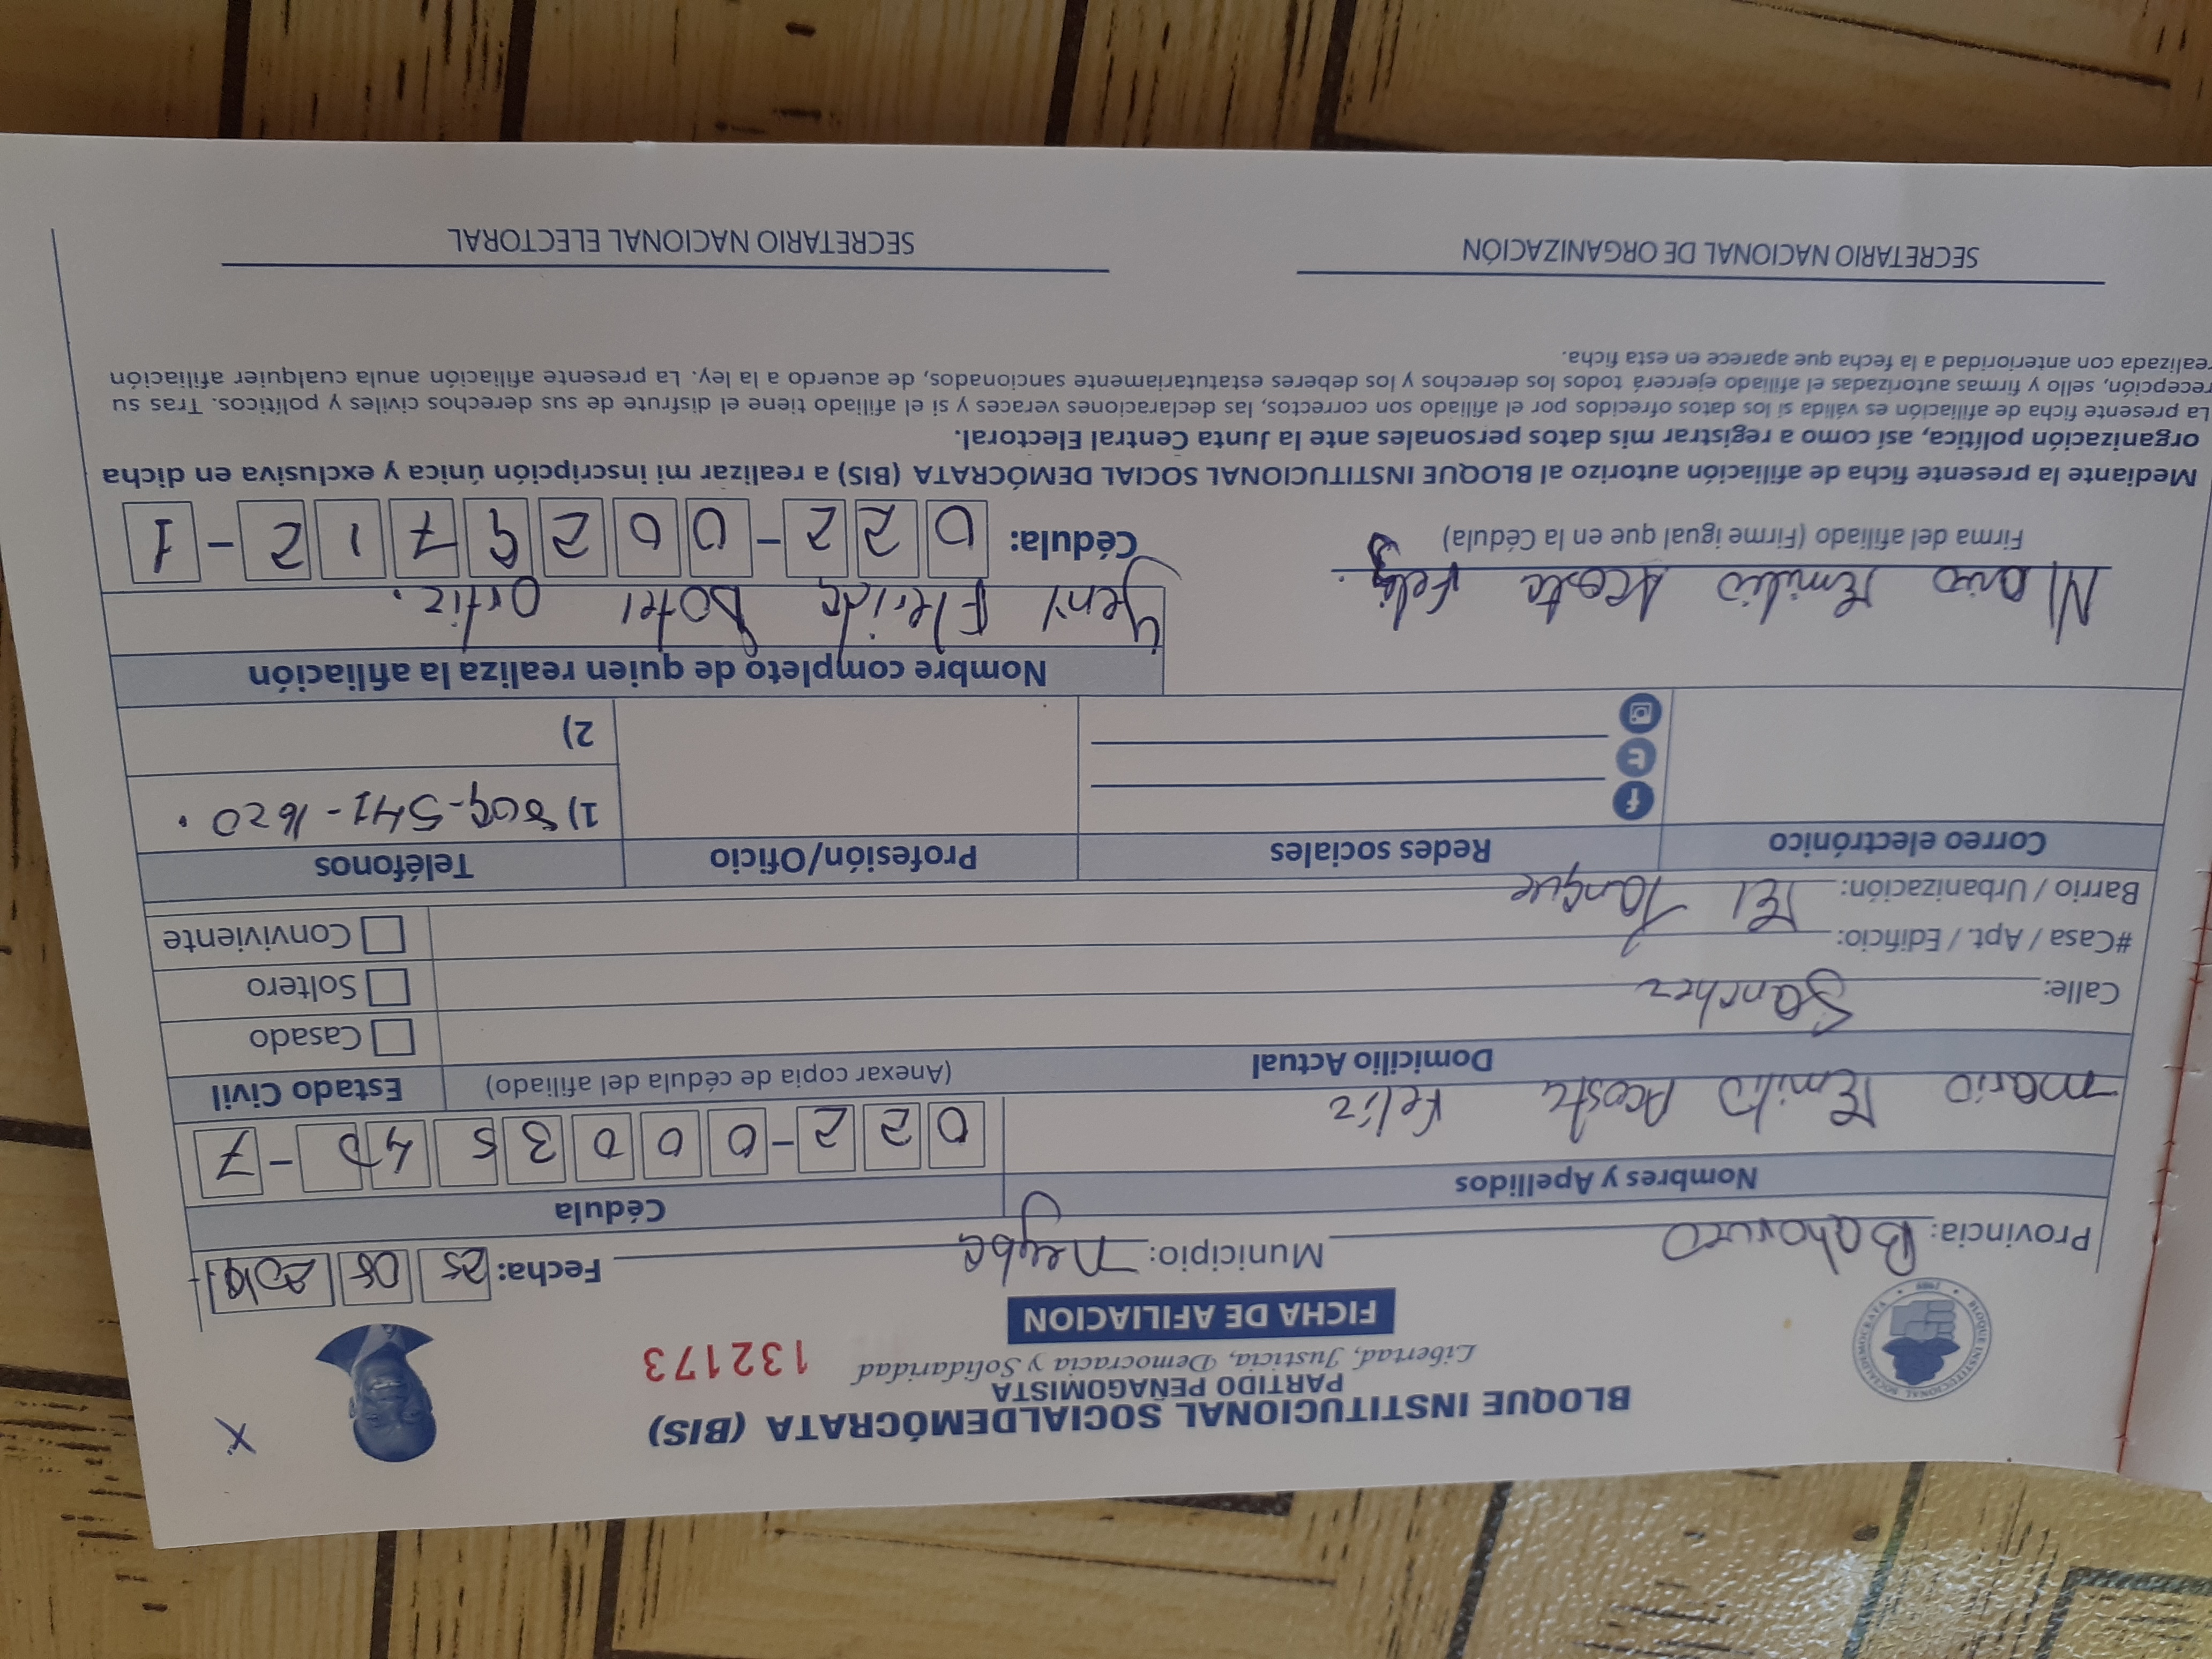 BLOQUE INSTITUCIONAL SOCIALDEMÓCRATA (BIS)
PARTIDO PEÑAGOMISTA
Libertad, Justicia, Democracia y Solidaridad 132173
FICHA DE AFILIACION
BLOQUE INSTITUCIONAL SOCIALDEMOCRATA
Provincia: Bahoruco Municipio: Neyba Fecha: 25 08 2019
Nombres y Apellidos Cédula
Mario Emilio Acosta Feliz 022-0003540-7
Domicilio Actual (Anexar copia de cédula del afiliado) Estado Civil
Calle: Sanchez Casado
#Casa / Apt. / Edificio: Soltero
Barrio / Urbanización: El Tanque Conviviente
Correo electrónico Redes sociales Profesión/Oficio Teléfonos
1) 809-541-1620.
2)
Nombre completo de quien realiza la afiliación
Mario Emilio Acosta Feliz Yeny Flerida Dotel Ortiz.
Firma del afiliado (Firme igual que en la Cédula) Cédula: 022-0029712-1
Mediante la presente ficha de afiliación autorizo al BLOQUE INSTITUCIONAL SOCIAL DEMÓCRATA (BIS) a realizar mi inscripción única y exclusiva en dicha
organización política, así como a registrar mis datos personales ante la Junta Central Electoral.
La presente ficha de afiliación es válida si los datos ofrecidos por el afiliado son correctos, las declaraciones veraces y si el afiliado tiene el disfrute de sus derechos civiles y políticos. Tras su
recepción, sello y firmas autorizadas el afiliado ejercerá todos los derechos y los deberes estatutariamente sancionados, de acuerdo a la ley. La presente afiliación anula cualquier afiliación
realizada con anterioridad a la fecha que aparece en esta ficha.
SECRETARIO NACIONAL DE ORGANIZACIÓN SECRETARIO NACIONAL ELECTORAL